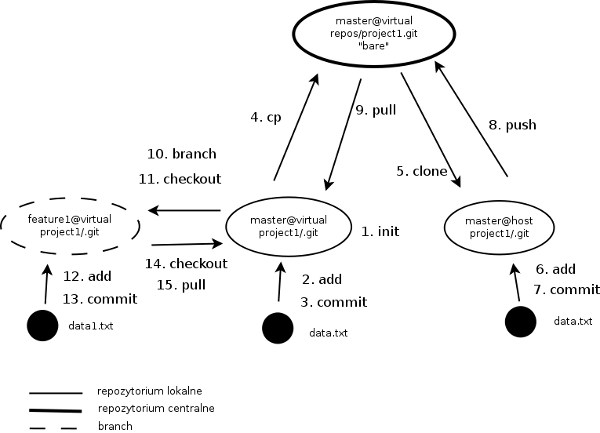 master@virtual
repos/project1.git
"bare"
4. cp
9. pull
8. push
10. branch
11. checkout
5. clone
feature1@virtual
project1/.git
master@virtual
project1/.git
1. init
master@host
project1/.git
14. checkout
15. pull
12. add
13. commit
2. add
3. commit
6. add
7. commit
data1.txt
data.txt
data.txt
repozytorium lokalne
repozytorium centralne
branch